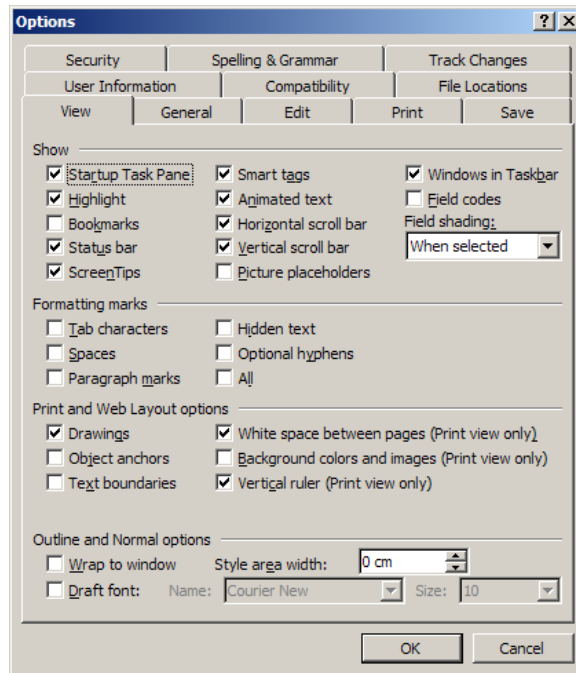 Options
Security Spelling & Grammar Track Changes
User Information Compatibility File Locations
View General Edit Print Save
Show
Startup Task Pane Smart tags Windows in Taskbar
Highlight Animated text Field codes
Bookmarks Horizontal scroll bar Field shading:
Status bar Vertical scroll bar When selected
ScreenTips Picture placeholders
Formatting marks
Tab characters Hidden text
Spaces Optional hyphens
Paragraph marks All
Print and Web Layout options
Drawings White space between pages (Print view only)
Object anchors Background colors and images (Print view only)
Text boundaries Vertical ruler (Print view only)
Outline and Normal options
Wrap to window Style area width: 0 cm
Draft font: Name: Courier New Size: 10
OK Cancel